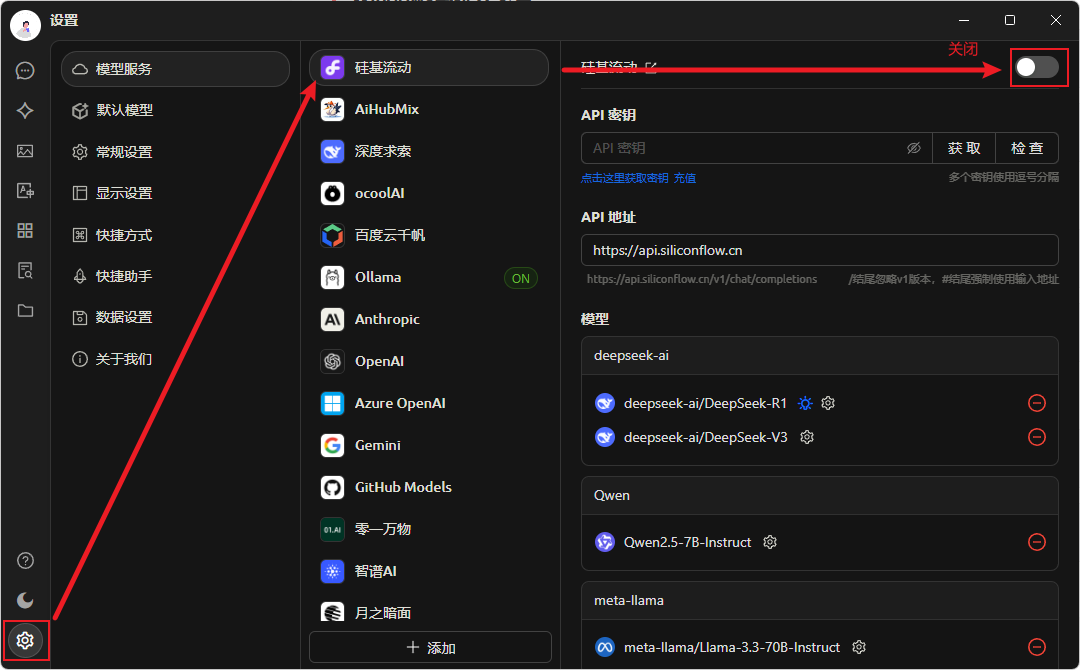 设置
模型服务
默认模型
常规设置
显示设置
快捷方式
快捷助手
数据设置
关于我们
硅基流动
AiHubMix
深度求索
ocoolAI
百度云千帆
Ollama
ON
Anthropic
OpenAI
Azure OpenAI
Gemini
GitHub Models
01.AI
零一万物
智谱AI
月之暗面
添加
关闭
硅基流动
API 密钥
API 密钥
获 取
检 查
点击这里获取密钥 充值
多个密钥使用逗号分隔
API 地址
https://api.siliconflow.cn
https://api.siliconflow.cn/v1/chat/completions
/结尾忽略v1版本，#结尾强制使用输入地址
模型
deepseek-ai
deepseek-ai/DeepSeek-R1
deepseek-ai/DeepSeek-V3
Qwen
Qwen2.5-7B-Instruct
meta-llama
meta-llama/Llama-3.3-70B-Instruct